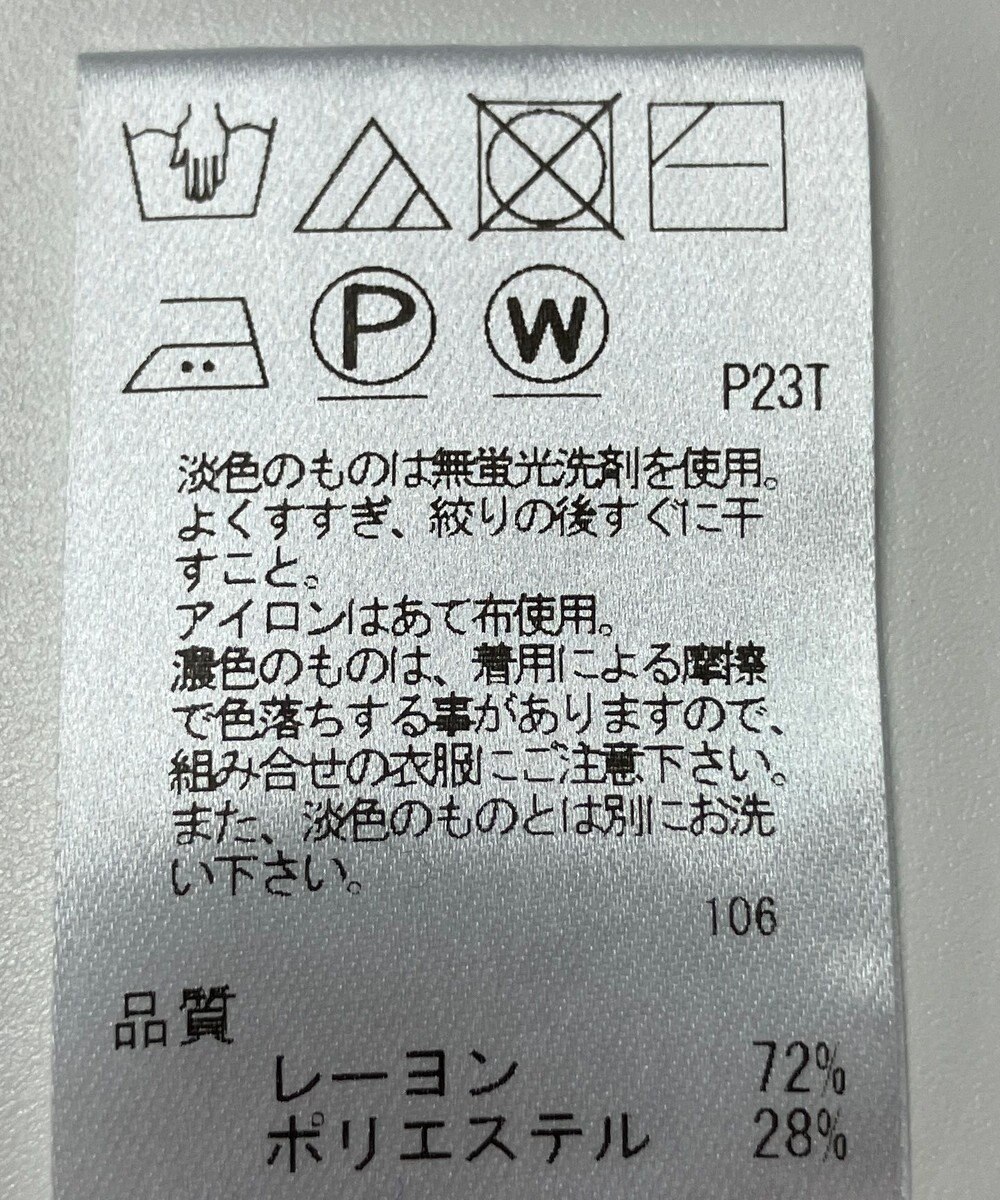 P
W
P23T
淡色のものは無蛍光洗剤を使用。
よくすすぎ、絞りの後すぐに干
すこと。
アイロンはあて布使用。
濃色のものは、着用による摩擦
で色落ちする事がありますので、
組み合せの衣服にご注意下さい。
また、淡色のものとは別にお洗
い下さい。
106
品質
レーヨン 72%
ポリエステル 28%